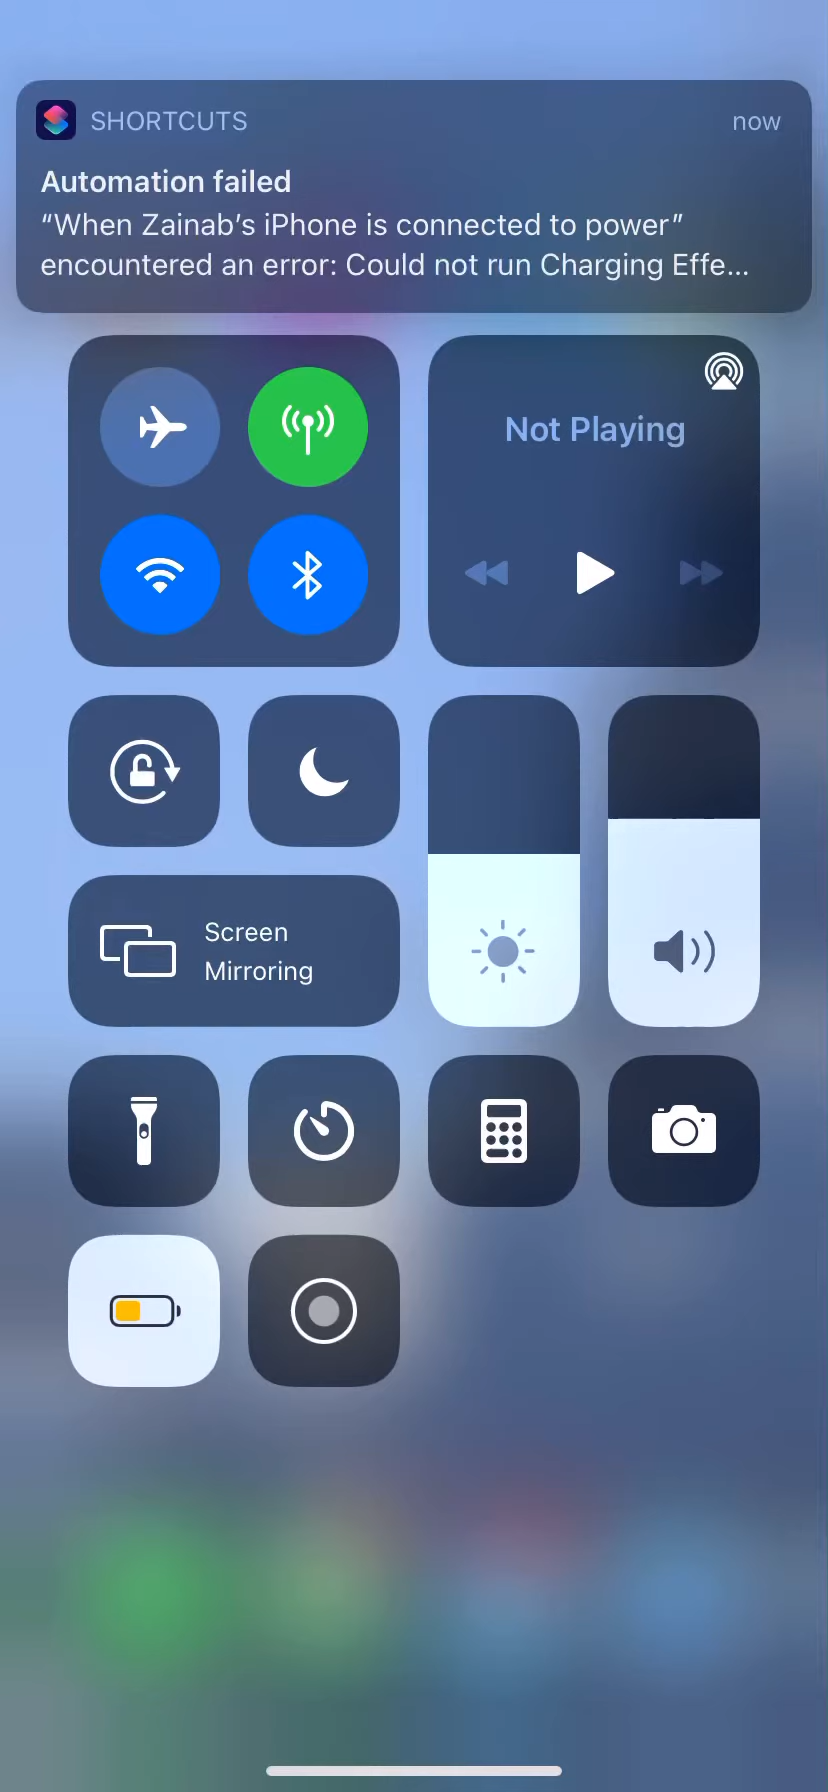 SHORTCUTS
now
Automation failed
“When Zainab’s iPhone is connected to power”
encountered an error: Could not run Charging Effe...
Not Playing
Screen
Mirroring